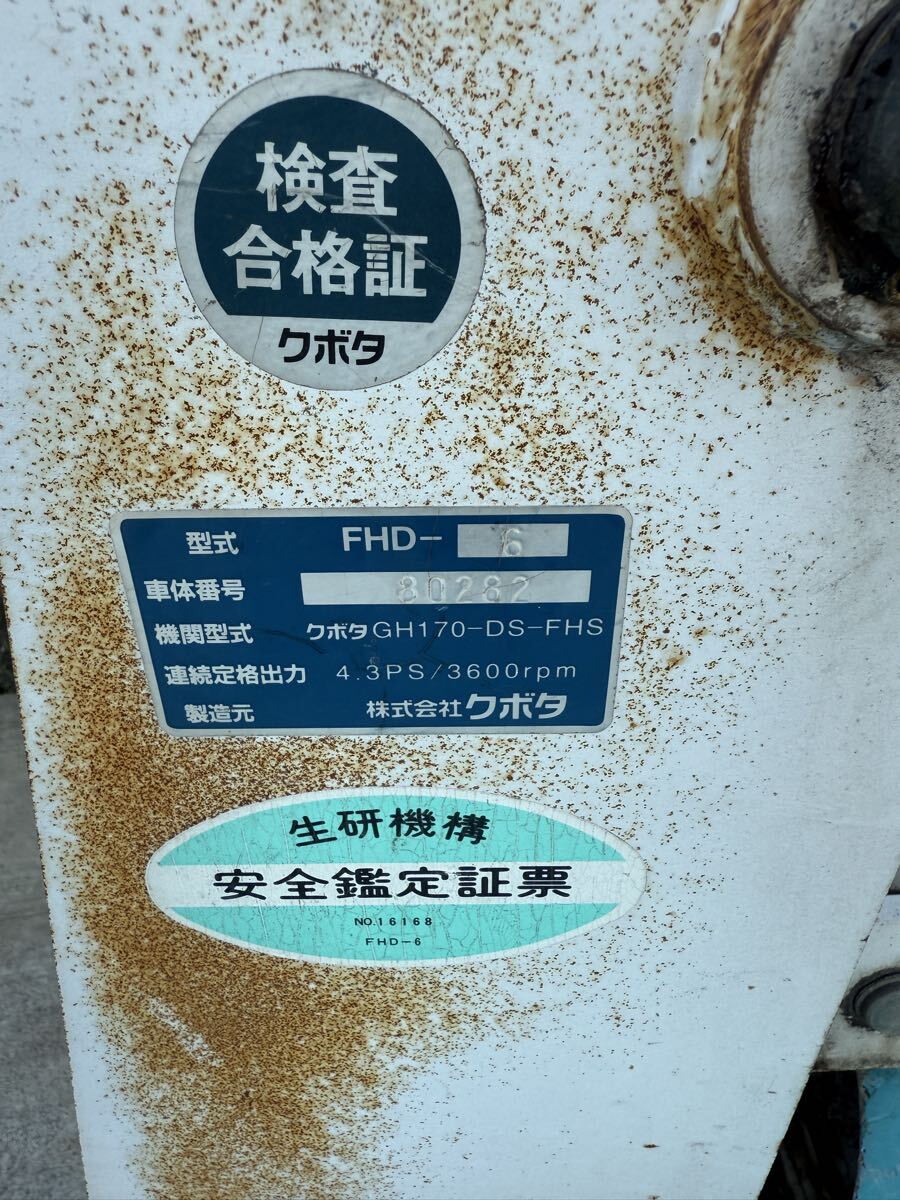 検査
合格証
クボタ
型式 FHD-6
車体番号 80282
機関型式 クボタGH170-DS-FHS
連続定格出力 4.3PS/3600rpm
製造元 株式会社クボタ
生研機構
安全鑑定証票
NO.16168
FHD-6